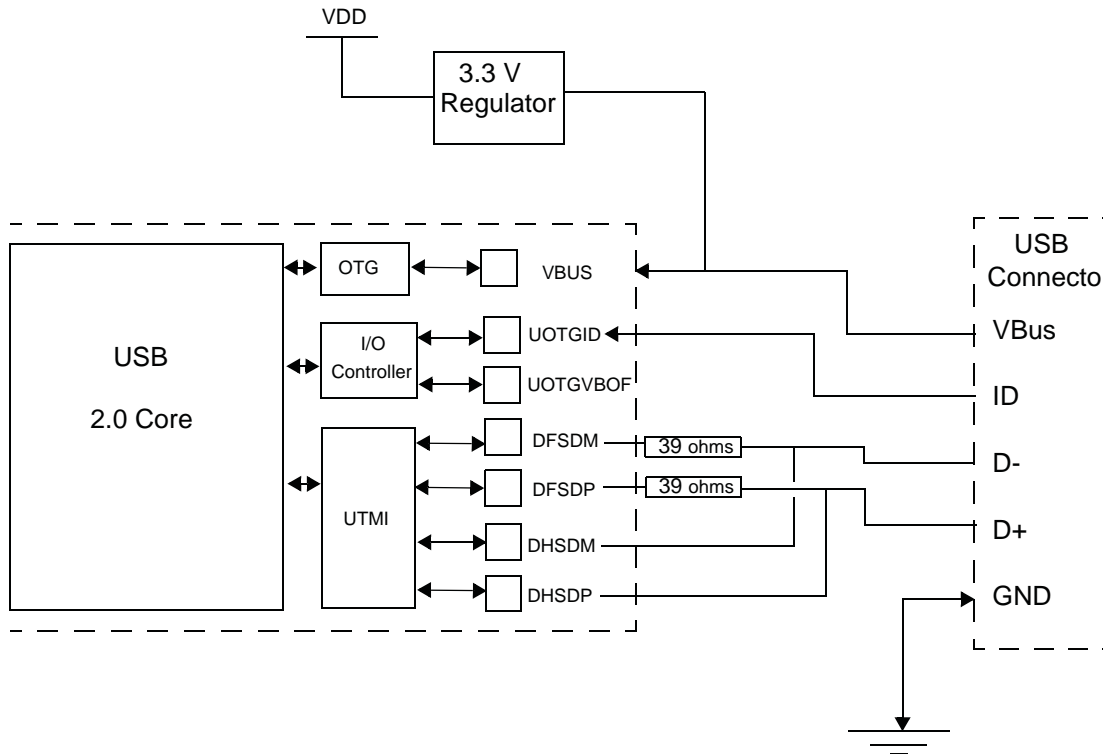 VDD
3.3 V
Regulator
USB
Connecto
OTG
VBUS
VBus
USB
2.0 Core
I/O
Controller
UOTGID
UOTGVBOF
ID
UTMI
DFSDM
39 ohms
D-
DFSDP
39 ohms
D+
DHSDM
DHSDP
GND